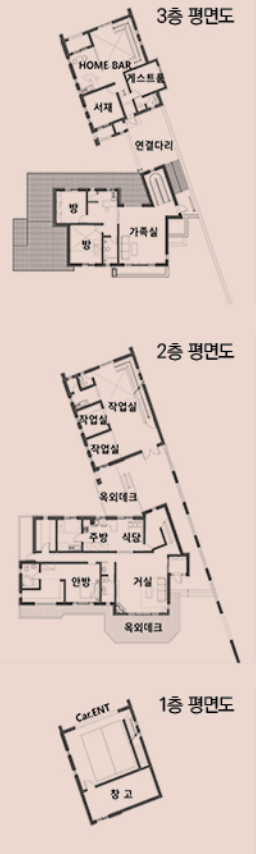 3층 평면도
HOME BAR
게스트룸
서재
연결다리
방
방
가족실
2층 평면도
작업실
작업실
작업실
옥외데크
주방
식당
안방
거실
옥외데크
1층 평면도
Car.ENT
창 고